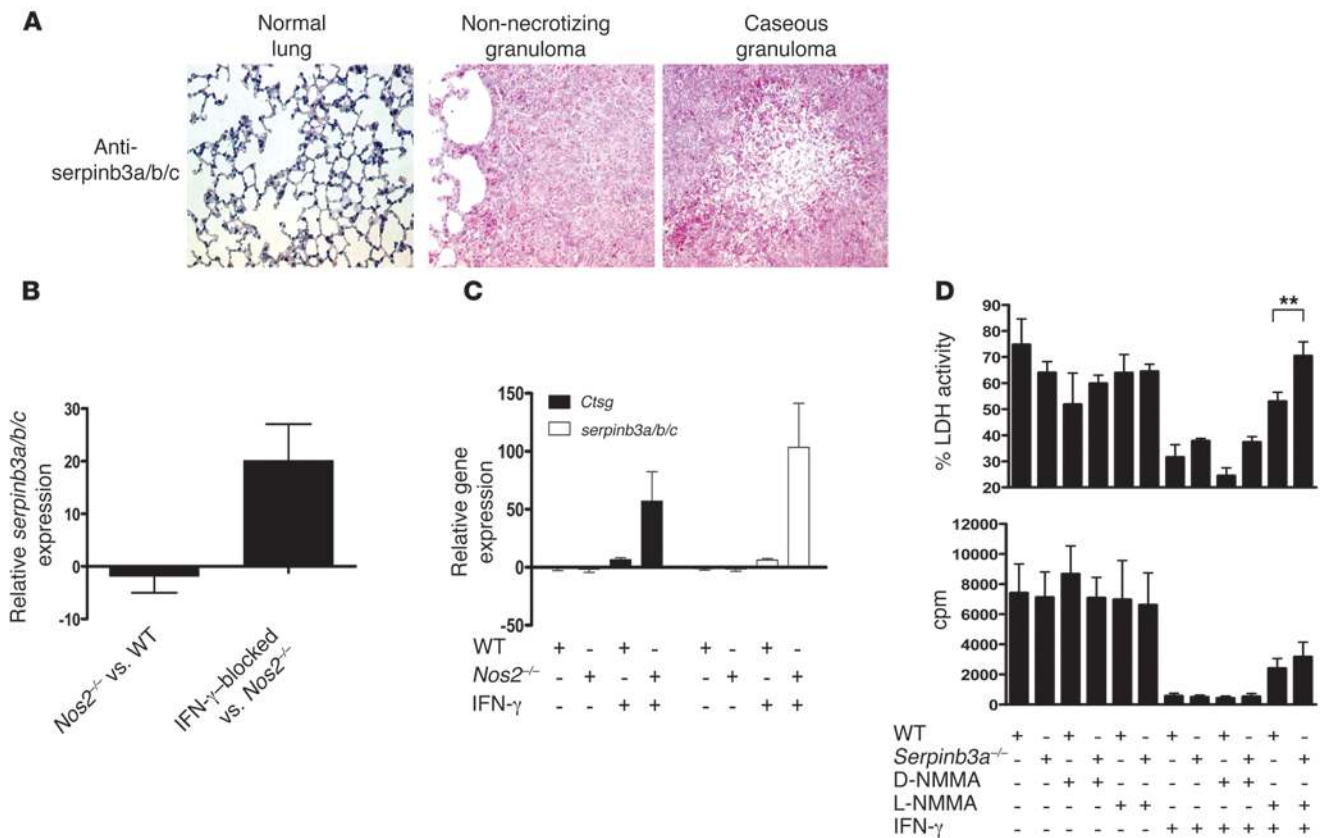 A
Normal lung
Non-necrotizing granuloma
Caseous granuloma
Anti-serpinb3a/b/c
B
Relative serpinb3a/b/c expression
30
20
10
0
-10
Nos2-/- vs. WT
IFN-γ–blocked vs. Nos2-/-
C
Relative gene expression
150
100
50
0
-50
Ctsg
serpinb3a/b/c
WT + - + - + - + -
Nos2-/- - + - + - + - +
IFN-γ - - + + - - + +
D
% LDH activity
90
80
70
60
50
40
30
20
**
cpm
12000
10000
8000
6000
4000
2000
0
WT + - + - + - + - + - + -
Serpinb3a-/- - + - + - + - + - + - +
D-NMMA - - + + - - - - + + - -
L-NMMA - - - - + + - - - - + +
IFN-γ - - - - - - + + + + + +